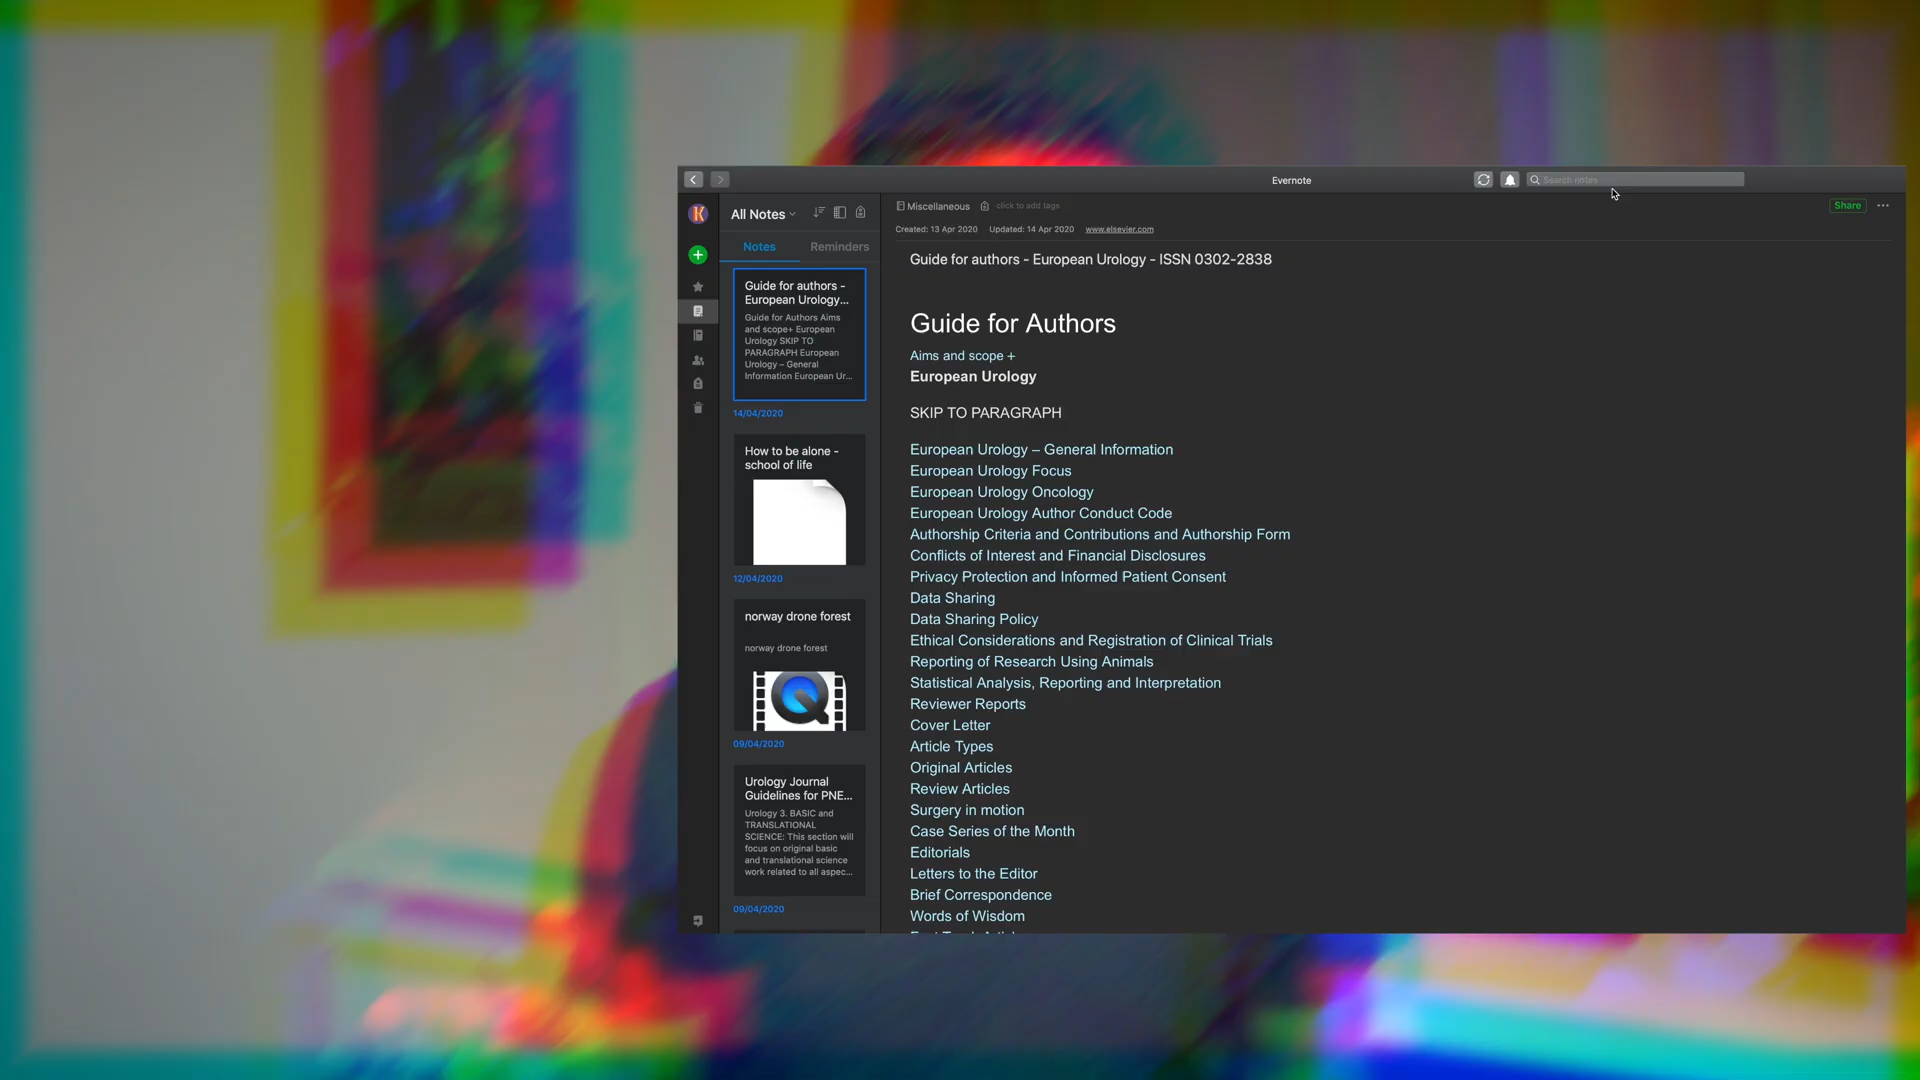 Evernote
Search notes
K
All Notes
Notes
Reminders
Guide for authors -
European Urology...
Guide for Authors Aims
and scope+ European
Urology SKIP TO
PARAGRAPH European
Urology – General
Information European Ur...
14/04/2020
How to be alone -
school of life
12/04/2020
norway drone forest
norway drone forest
09/04/2020
Urology Journal
Guidelines for PNE...
Urology 3. BASIC and
TRANSLATIONAL
SCIENCE: This section will
focus on original basic
and translational science
work related to all aspec...
09/04/2020
Miscellaneous
click to add tags
Share
Created: 13 Apr 2020 Updated: 14 Apr 2020 www.elsevier.com
Guide for authors - European Urology - ISSN 0302-2838
Guide for Authors
Aims and scope +
European Urology
SKIP TO PARAGRAPH
European Urology – General Information
European Urology Focus
European Urology Oncology
European Urology Author Conduct Code
Authorship Criteria and Contributions and Authorship Form
Conflicts of Interest and Financial Disclosures
Privacy Protection and Informed Patient Consent
Data Sharing
Data Sharing Policy
Ethical Considerations and Registration of Clinical Trials
Reporting of Research Using Animals
Statistical Analysis, Reporting and Interpretation
Reviewer Reports
Cover Letter
Article Types
Original Articles
Review Articles
Surgery in motion
Case Series of the Month
Editorials
Letters to the Editor
Brief Correspondence
Words of Wisdom